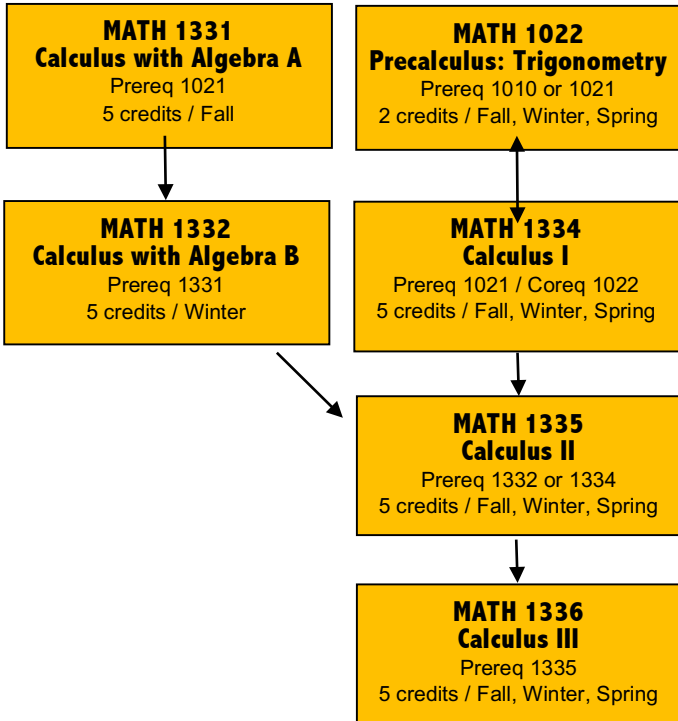 MATH 1331
Calculus with Algebra A
Prereq 1021
5 credits / Fall
MATH 1022
Precalculus: Trigonometry
Prereq 1010 or 1021
2 credits / Fall, Winter, Spring
MATH 1332
Calculus with Algebra B
Prereq 1331
5 credits / Winter
MATH 1334
Calculus I
Prereq 1021 / Coreq 1022
5 credits / Fall, Winter, Spring
MATH 1335
Calculus II
Prereq 1332 or 1334
5 credits / Fall, Winter, Spring
MATH 1336
Calculus III
Prereq 1335
5 credits / Fall, Winter, Spring